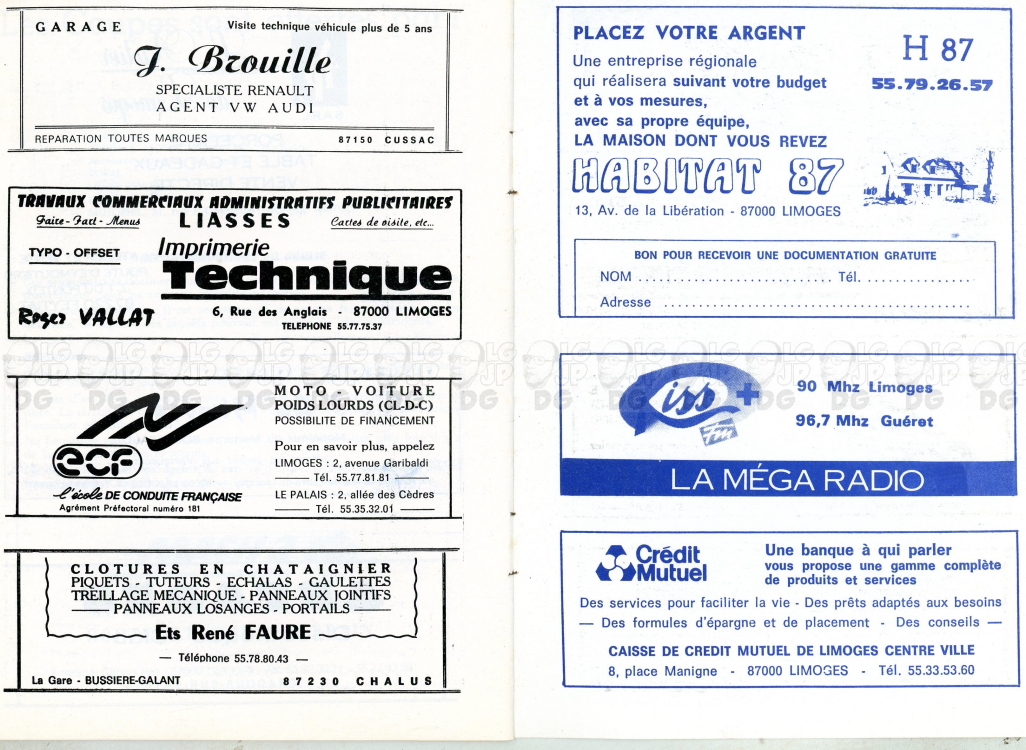 GARAGE Visite technique véhicule plus de 5 ans
J. Brouille
SPECIALISTE RENAULT
AGENT VW AUDI
REPARATION TOUTES MARQUES 87150 CUSSAC
TRAVAUX COMMERCIAUX ADMINISTRATIFS PUBLICITAIRES
Faire-Part - Menus LIASSES Cartes de visite, etc...
TYPO - OFFSET Imprimerie
Technique
Roger VALLAT 6, Rue des Anglais - 87000 LIMOGES
TELEPHONE 55.77.75.37
MOTO - VOITURE
POIDS LOURDS (CL-D-C)
POSSIBILITE DE FINANCEMENT
Pour en savoir plus, appelez
ecf
LIMOGES : 2, avenue Garibaldi
Tél. 55.77.81.81
l'école DE CONDUITE FRANÇAISE
LE PALAIS : 2, allée des Cèdres
Agrément Préfectoral numéro 181
Tél. 55.35.32.01
CLOTURES EN CHATAIGNIER
PIQUETS - TUTEURS - ECHALAS - GAULETTES
TREILLAGE MECANIQUE - PANNEAUX JOINTIFS
PANNEAUX LOSANGES - PORTAILS
Ets René FAURE
— Téléphone 55.78.80.43 —
La Gare - BUSSIERE-GALANT 87230 CHALUS
PLACEZ VOTRE ARGENT
H 87
Une entreprise régionale
qui réalisera suivant votre budget
55.79.26.57
et à vos mesures,
avec sa propre équipe,
LA MAISON DONT VOUS REVEZ
HABITAT 87
13, Av. de la Libération - 87000 LIMOGES
BON POUR RECEVOIR UNE DOCUMENTATION GRATUITE
NOM .............................. Tél. .....................
Adresse ................................................
Ciss + fm
90 Mhz Limoges
96,7 Mhz Guéret
LA MÉGA RADIO
Crédit
Mutuel
Une banque à qui parler
vous propose une gamme complète
de produits et services
Des services pour faciliter la vie - Des prêts adaptés aux besoins
— Des formules d'épargne et de placement - Des conseils —
CAISSE DE CREDIT MUTUEL DE LIMOGES CENTRE VILLE
8, place Manigne - 87000 LIMOGES - Tél. 55.33.53.60
LGJPDG